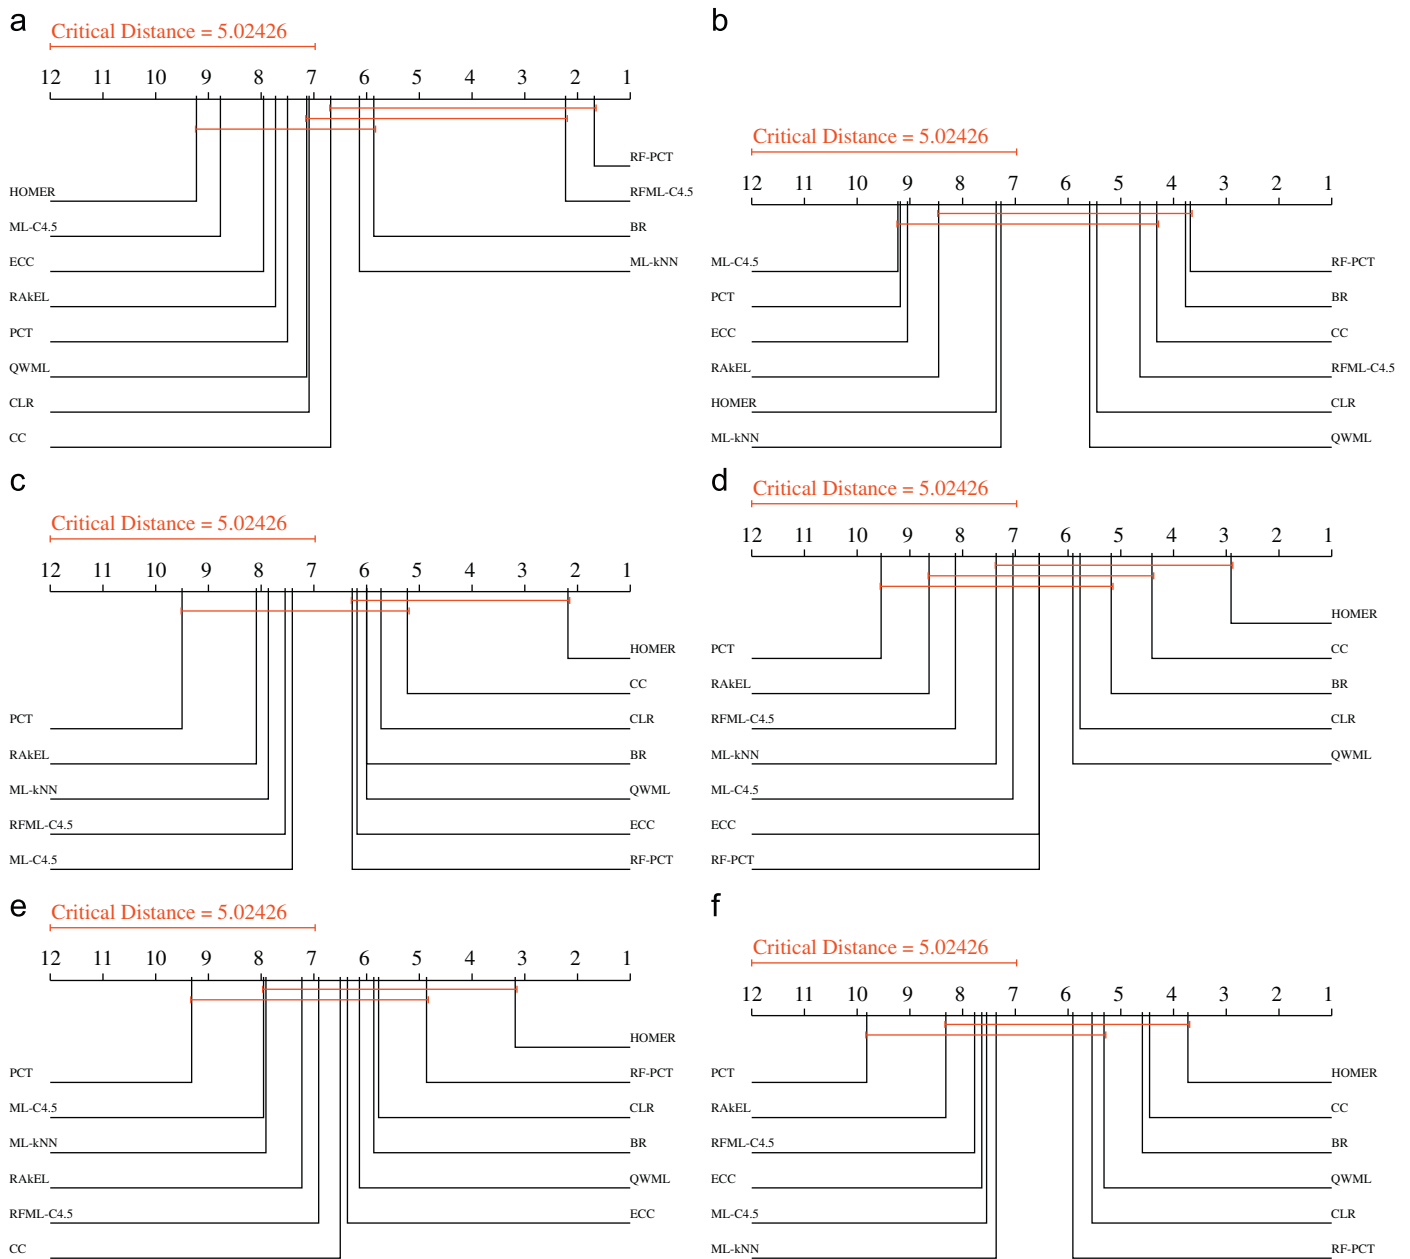 a
Critical Distance = 5.02426
12 11 10 9 8 7 6 5 4 3 2 1
RF-PCT
HOMER RFML-C4.5
ML-C4.5 BR
ECC ML-kNN
RAkEL
PCT
QWML
CLR
CC
b
Critical Distance = 5.02426
12 11 10 9 8 7 6 5 4 3 2 1
ML-C4.5 RF-PCT
PCT BR
ECC CC
RAkEL RFML-C4.5
HOMER CLR
ML-kNN QWML
c
Critical Distance = 5.02426
12 11 10 9 8 7 6 5 4 3 2 1
HOMER
CC
PCT CLR
RAkEL BR
ML-kNN QWML
RFML-C4.5 ECC
ML-C4.5 RF-PCT
d
Critical Distance = 5.02426
12 11 10 9 8 7 6 5 4 3 2 1
HOMER
PCT CC
RAkEL BR
RFML-C4.5 CLR
ML-kNN QWML
ML-C4.5
ECC
RF-PCT
e
Critical Distance = 5.02426
12 11 10 9 8 7 6 5 4 3 2 1
HOMER
PCT RF-PCT
ML-C4.5 CLR
ML-kNN BR
RAkEL QWML
RFML-C4.5 ECC
CC
f
Critical Distance = 5.02426
12 11 10 9 8 7 6 5 4 3 2 1
PCT HOMER
RAkEL CC
RFML-C4.5 BR
ECC QWML
ML-C4.5 CLR
ML-kNN RF-PCT